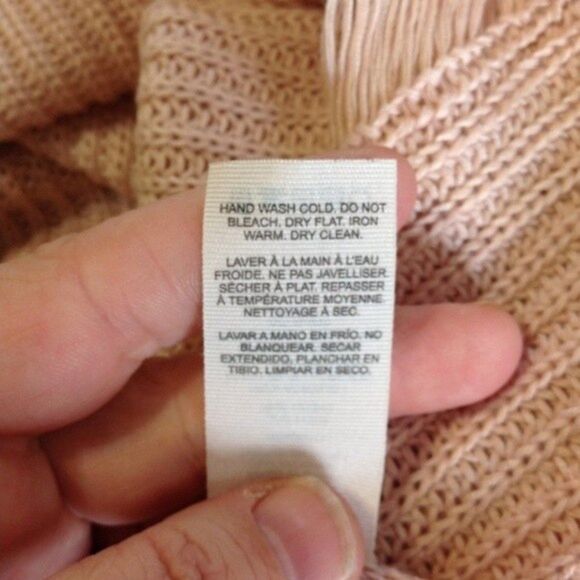 HAND WASH COLD. DO NOT
BLEACH. DRY FLAT. IRON
WARM. DRY CLEAN.
LAVER À LA MAIN À L'EAU
FROIDE. NE PAS JAVELLISER.
SÉCHER À PLAT. REPASSER
À TEMPÉRATURE MOYENNE.
NETTOYAGE À SEC.
LAVAR A MANO EN FRÍO. NO
BLANQUEAR. SECAR
EXTENDIDO. PLANCHAR EN
TIBIO. LIMPIAR EN SECO.